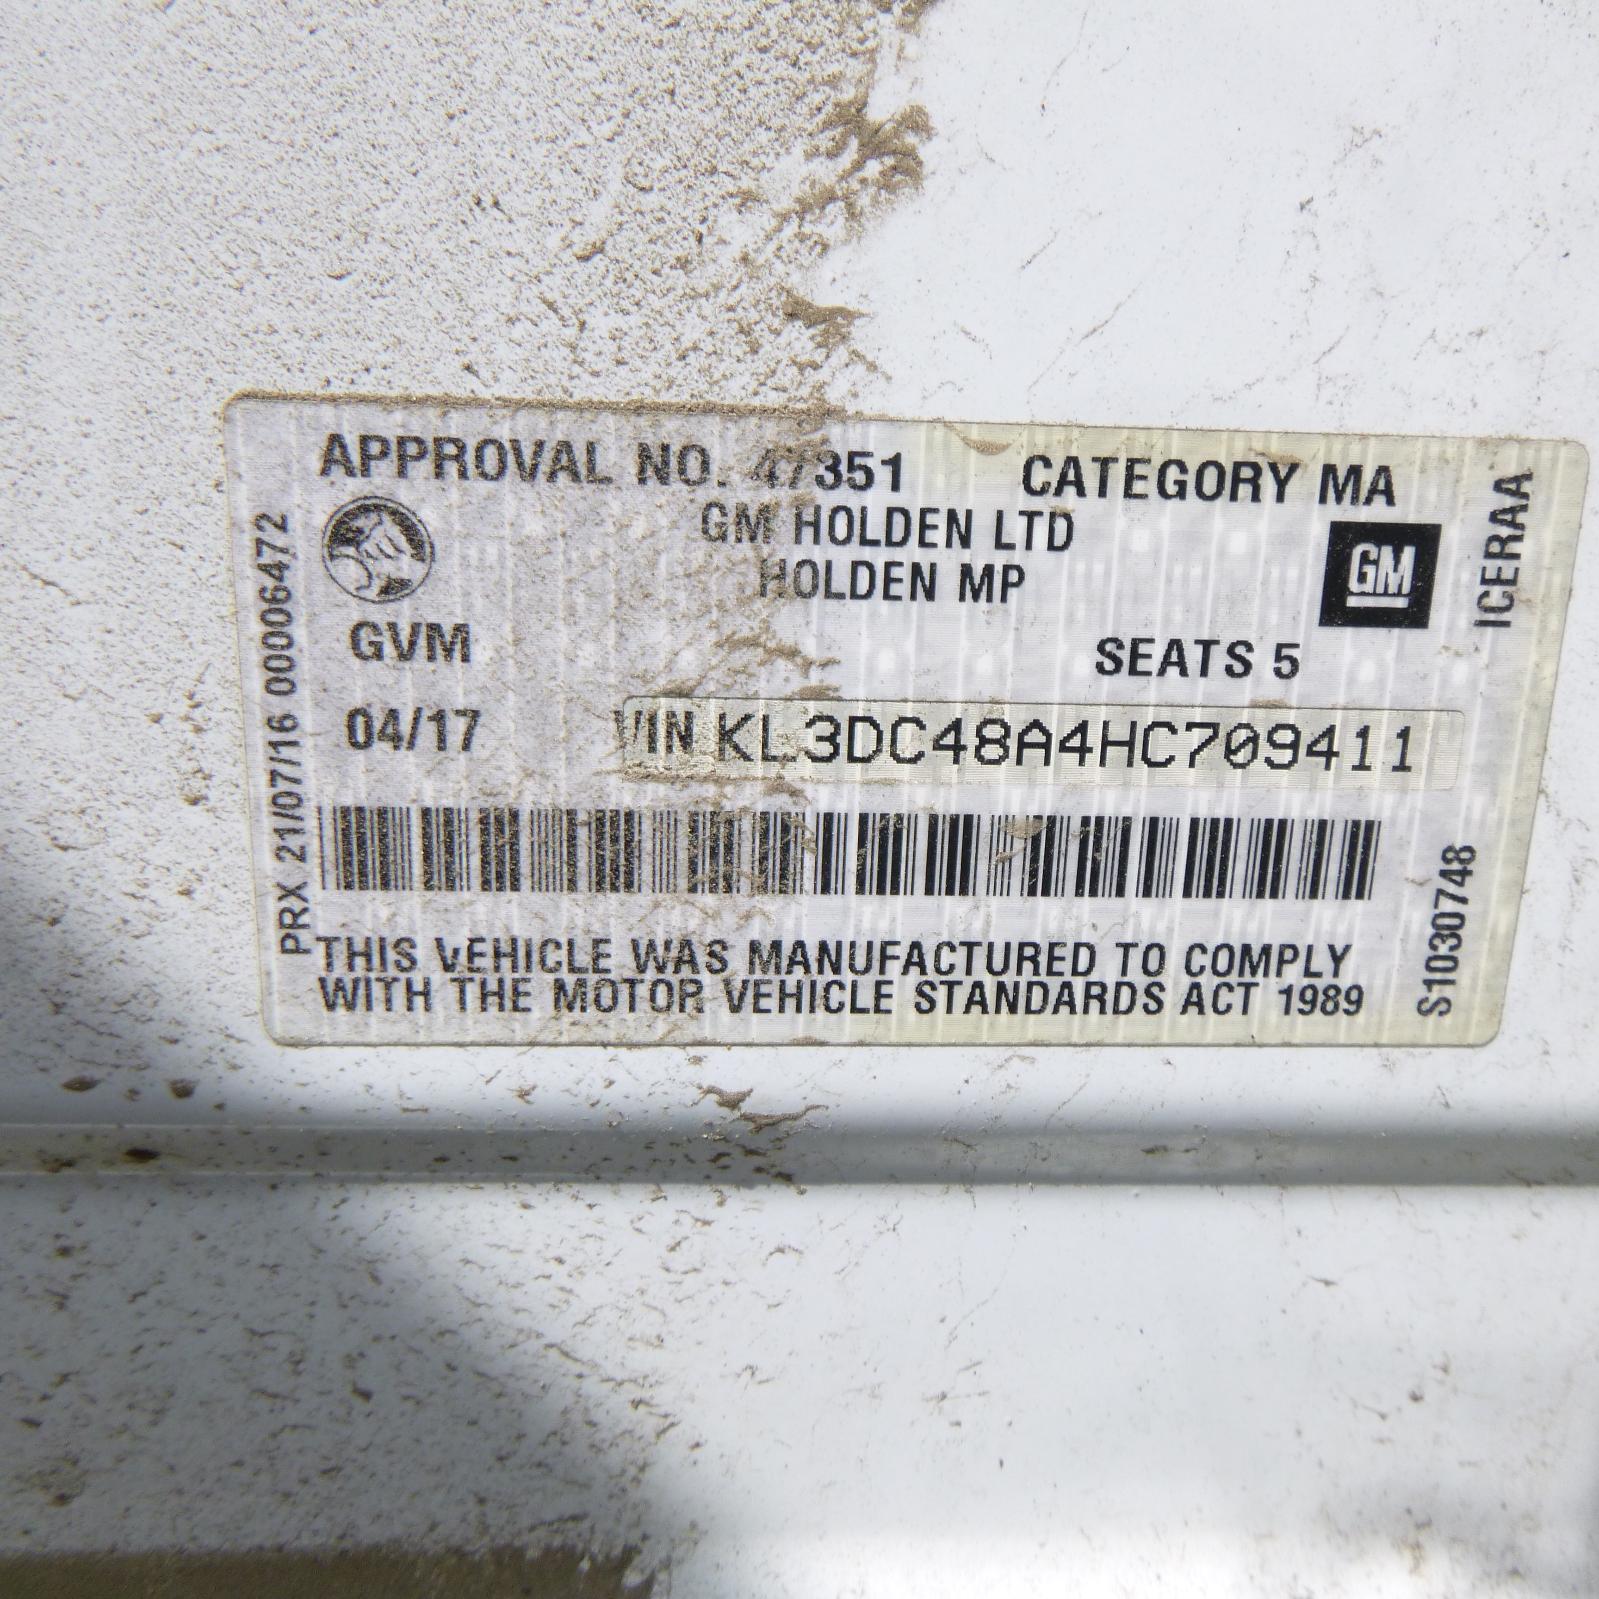 APPROVAL NO. 47351 CATEGORY MA
GM HOLDEN LTD
HOLDEN MP
GM
GVM
SEATS 5
04/17 VIN KL3DC48A4HC709411
THIS VEHICLE WAS MANUFACTURED TO COMPLY
WITH THE MOTOR VEHICLE STANDARDS ACT 1989
PRX 21/07/16 00006472
ICERAA
S1030748